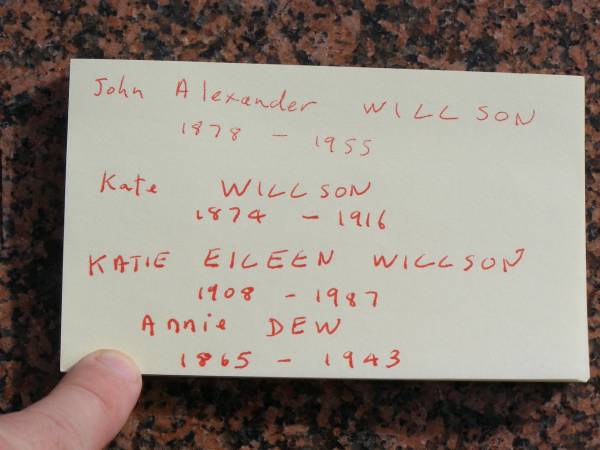 John Alexander WILLSON
1878 - 1955
Kate WILLSON
1874 - 1916
KATIE EILEEN WILLSON
1908 - 1987
Annie DEW
1865 - 1943